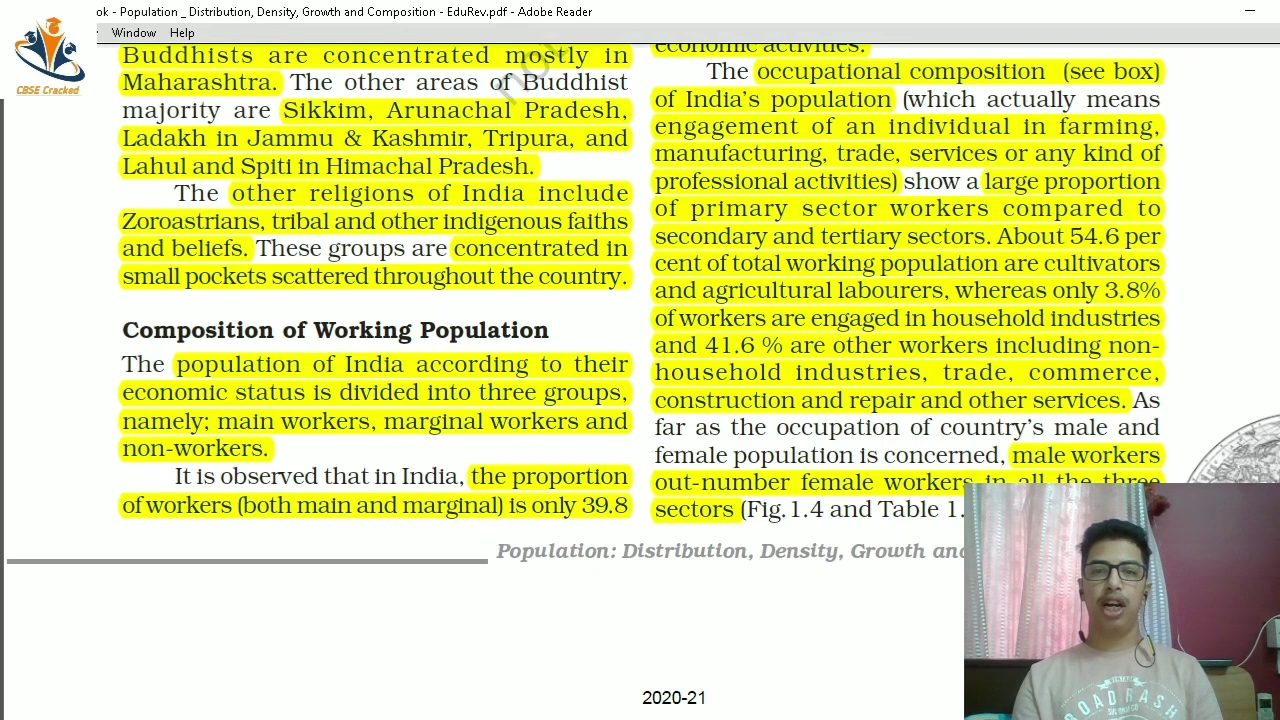 ok - Population _ Distribution, Density, Growth and Composition - EduRev.pdf - Adobe Reader
Window Help
CBSE Cracked
Buddhists are concentrated mostly in
Maharashtra. The other areas of Buddhist
majority are Sikkim, Arunachal Pradesh,
Ladakh in Jammu & Kashmir, Tripura, and
Lahul and Spiti in Himachal Pradesh.
The other religions of India include
Zoroastrians, tribal and other indigenous faiths
and beliefs. These groups are concentrated in
small pockets scattered throughout the country.
Composition of Working Population
The population of India according to their
economic status is divided into three groups,
namely; main workers, marginal workers and
non-workers.
It is observed that in India, the proportion
of workers (both main and marginal) is only 39.8
economic activities.
The occupational composition (see box)
of India's population (which actually means
engagement of an individual in farming,
manufacturing, trade, services or any kind of
professional activities) show a large proportion
of primary sector workers compared to
secondary and tertiary sectors. About 54.6 per
cent of total working population are cultivators
and agricultural labourers, whereas only 3.8%
of workers are engaged in household industries
and 41.6 % are other workers including non-
household industries, trade, commerce,
construction and repair and other services. As
far as the occupation of country's male and
female population is concerned, male workers
out-number female workers in all the three
sectors (Fig.1.4 and Table 1.
Population: Distribution, Density, Growth and
2020-21
not
ROAD RASH